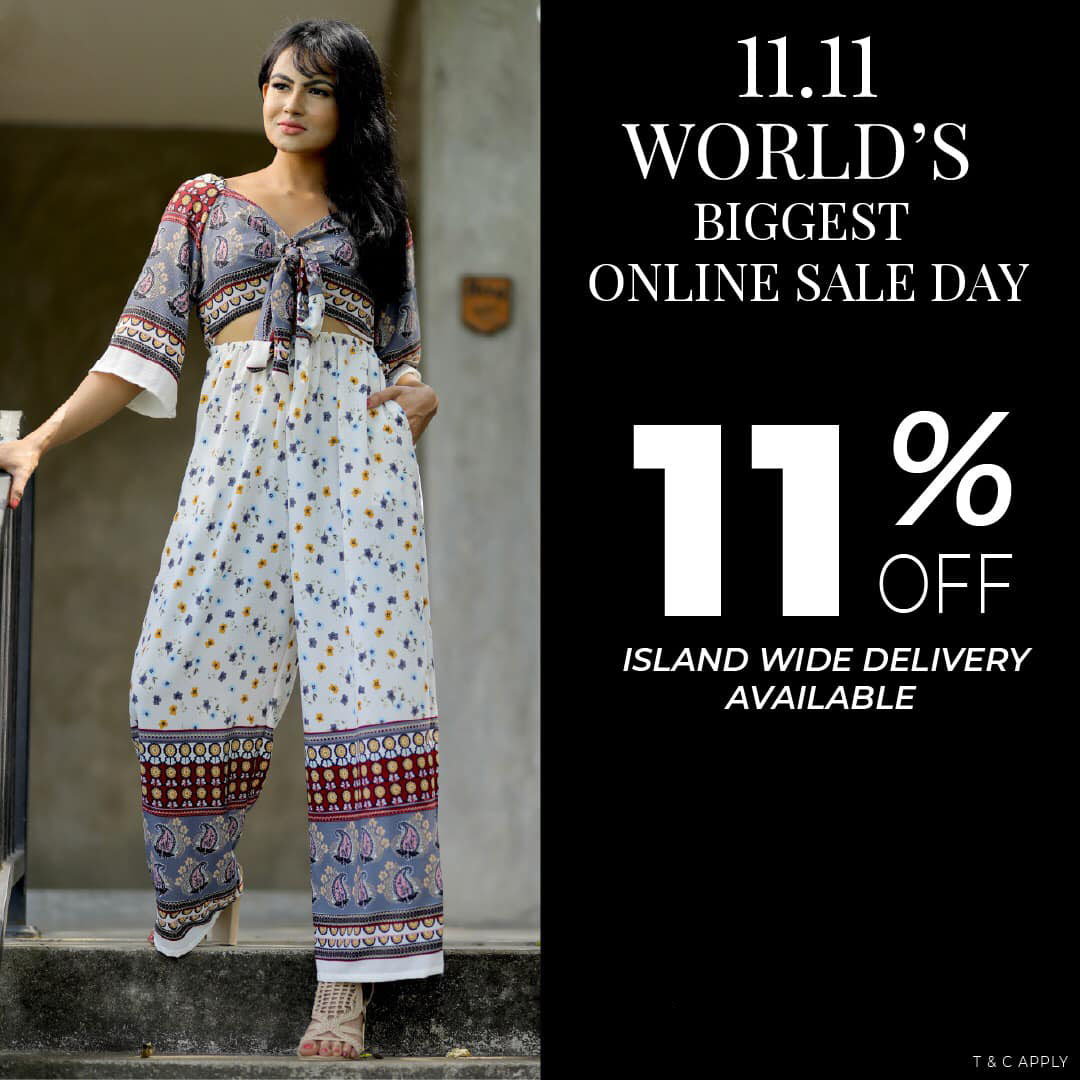 11.11
WORLD'S
BIGGEST
ONLINE SALE DAY
11%
OFF
ISLAND WIDE DELIVERY
AVAILABLE
T & C APPLY